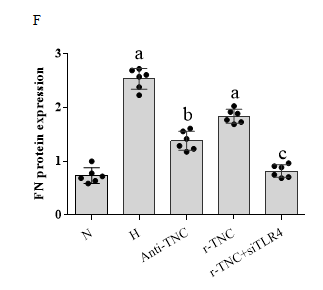 F
FN protein expression
3
2
1
0
a
b
a
c
N
H
Anti-TNC
r-TNC
r-TNC+siTLR4